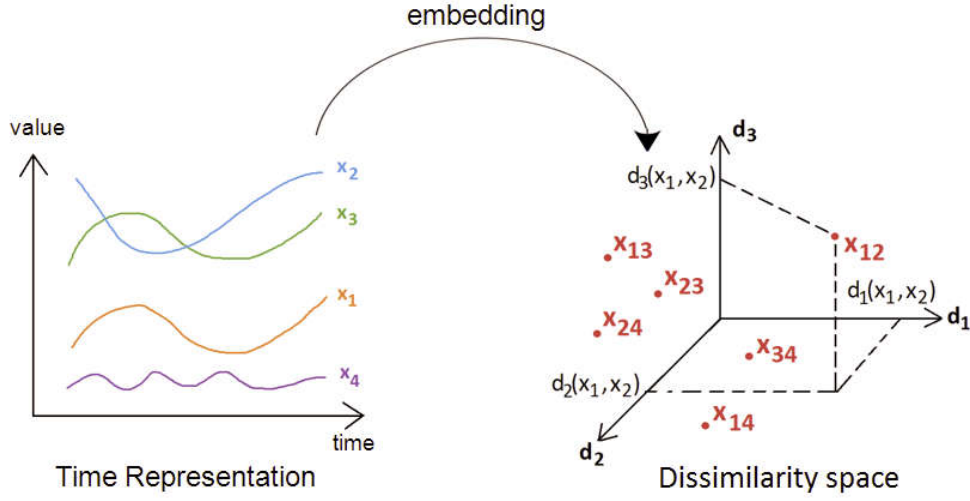 embedding
value
x2
x3
x1
x4
time
Time Representation
d3
d3(x1,x2)
x12
x13
x23
d1(x1,x2)
d1
x24
x34
d2(x1,x2)
x14
d2
Dissimilarity space